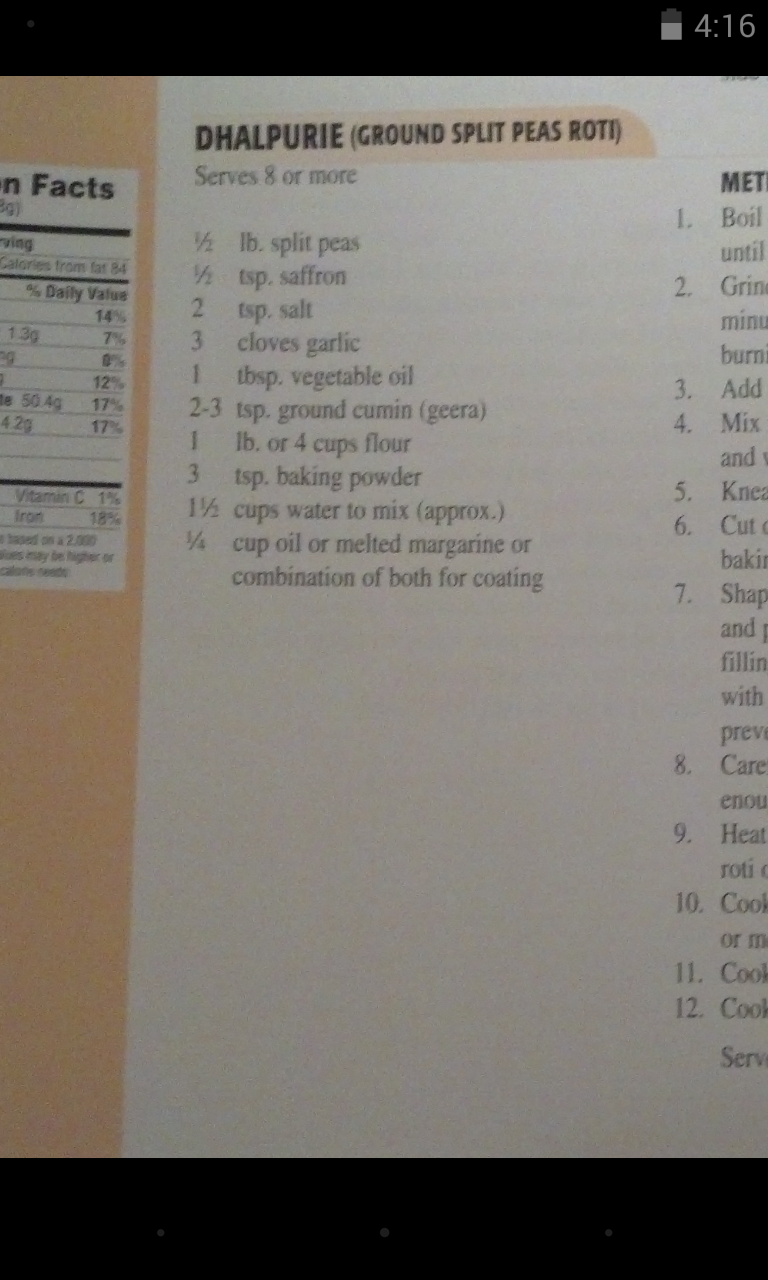 4:16
DHALPURIE (GROUND SPLIT PEAS ROTI)
Serves 8 or more
½ lb. split peas
½ tsp. saffron
2 tsp. salt
3 cloves garlic
1 tbsp. vegetable oil
2-3 tsp. ground cumin (geera)
1 lb. or 4 cups flour
3 tsp. baking powder
1½ cups water to mix (approx.)
¼ cup oil or melted margarine or
combination of both for coating
n Facts
8g)
rving
Calories from fat 84
% Daily Value
14%
1.3g 7%
0%
12%
50.4g 17%
4.2g 17%
Vitamin C 1%
Iron 18%
based on a 2,000
may be higher or
calorie needs
MET
1. Boil
until
2. Grin
minu
burni
3. Add
4. Mix
and
5. Knea
6. Cut
bakin
7. Shap
and p
fillin
with
preve
8. Care
enou
9. Heat
roti
10. Cook
or m
11. Cook
12. Cook
Serv